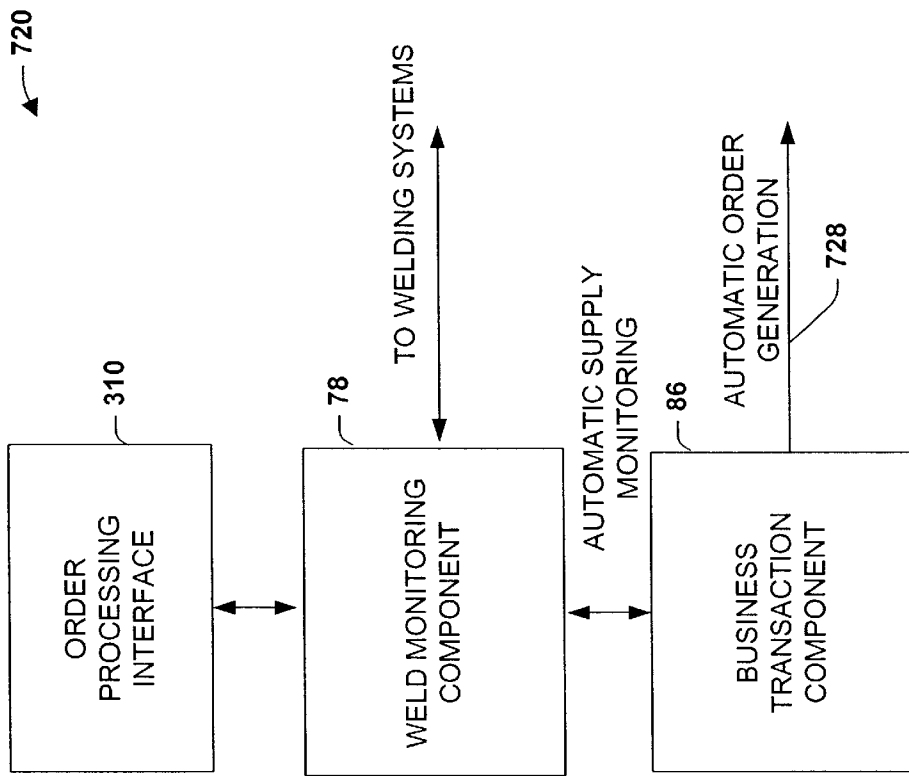 720
310
ORDER
PROCESSING
INTERFACE
78
WELD MONITORING
COMPONENT
TO WELDING SYSTEMS
AUTOMATIC SUPPLY
MONITORING
86
BUSINESS
TRANSACTION
COMPONENT
AUTOMATIC ORDER
GENERATION
728